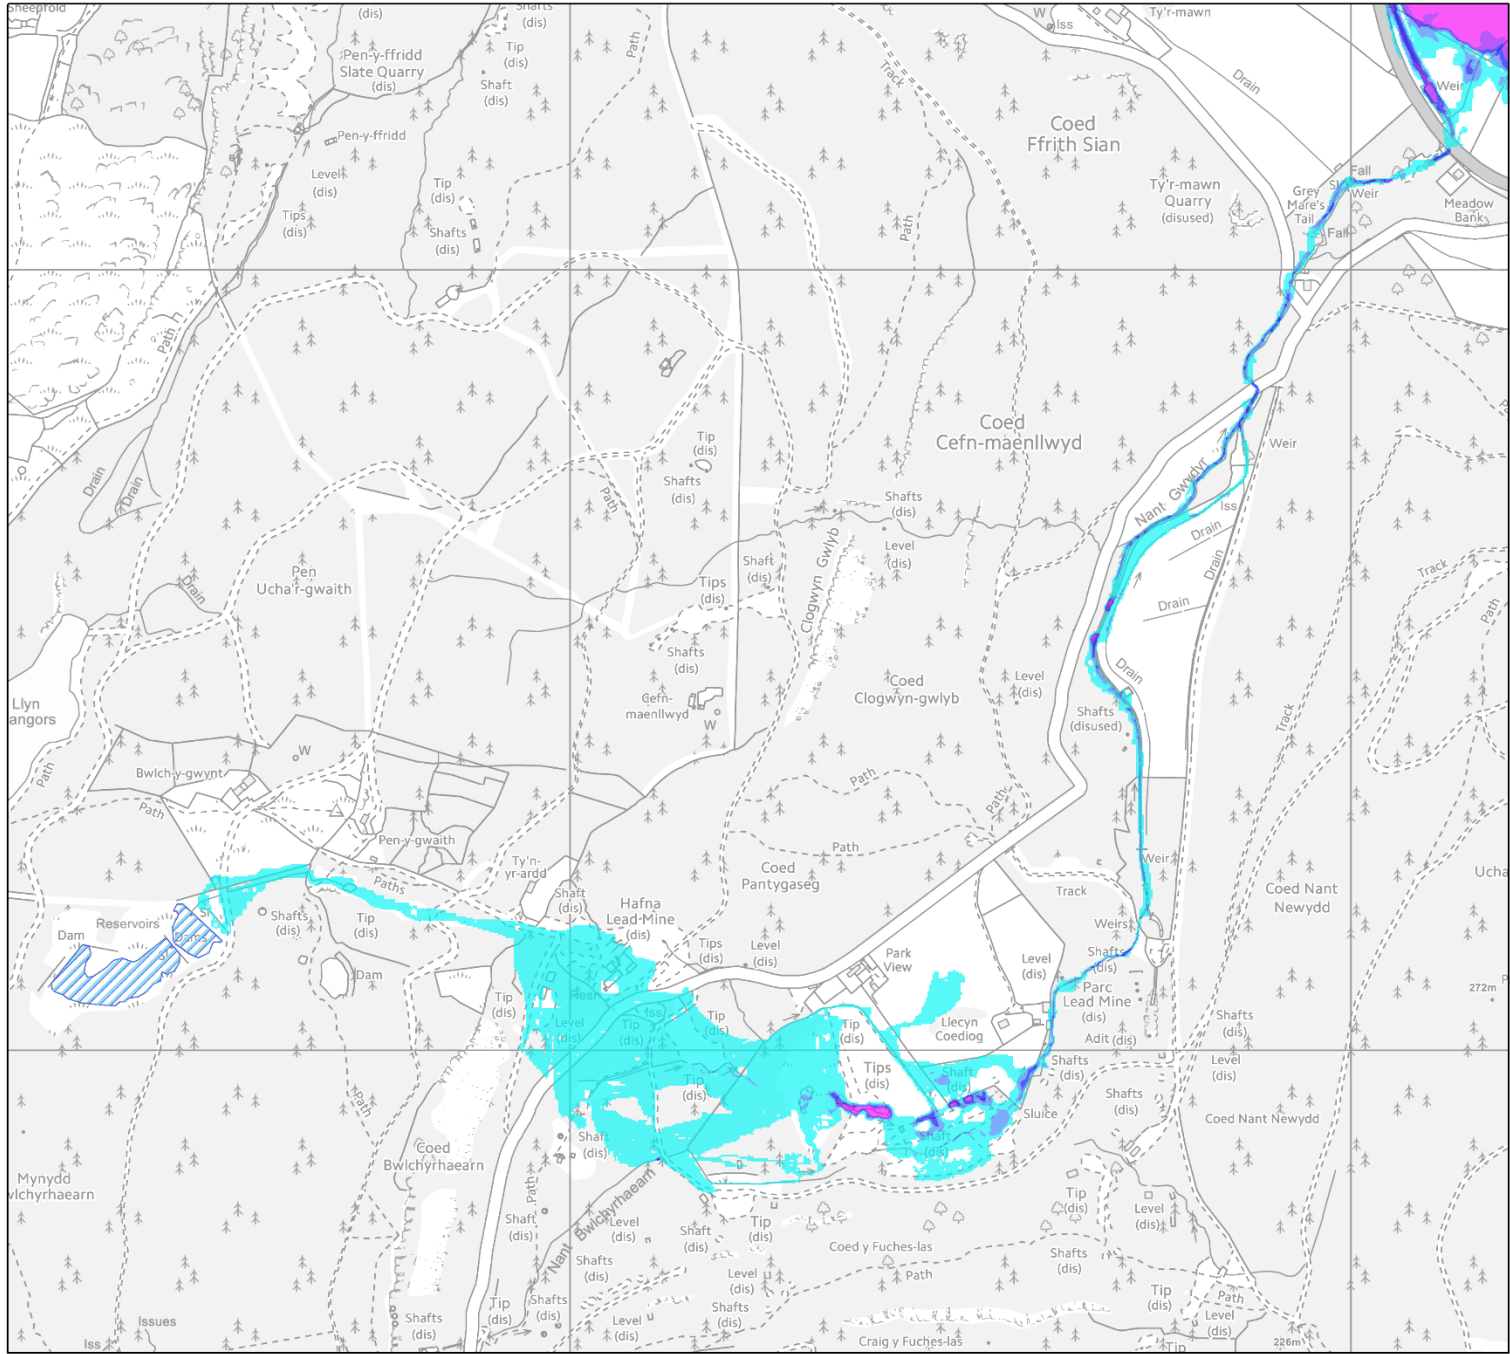 Sheepfold
(dis)
Shafts
(dis)
Tip
(dis)
Shaft
(dis)
Pen-y-ffridd
Slate Quarry
(dis)
Path
W
Iss
Ty'r-mawn
Track
Drain
Weir
Pen-y-ffridd
Level
(dis)
Tips
(dis)
Tip
(dis)
Shafts
(dis)
Coed
Ffrith Sian
Path
Ty'r-mawn
Quarry
(disused)
Grey
Mare's
Tail
Fall
Weir
Fall
Meadow
Bank
Path
Drain
Drain
Coed
Cefn-maenllwyd
Tip
(dis)
Shafts
(dis)
Path
Shafts
(dis)
Level
(dis)
Nant Gwydyr
Weir
Iss
Drain
Drain
Drain
Drain
Pen
Ucha'r-gwaith
Drain
Shaft
(dis)
Tips
(dis)
Clogwyn Gwlyb
Shafts
(dis)
Track
Path
Track
Llyn
angors
Cefn-
maenllwyd
W
Coed
Clogwyn-gwlyb
Level
(dis)
Shafts
(disused)
Path
Bwlch-y-gwynt
W
Path
Pen-y-gwaith
Paths
Ty'n-
yr-ardd
Path
Path
Path
Coed
Pantygaseg
Weir
Track
Coed Nant
Newydd
Ucha
Shaft
(dis)
Hafna
Lead Mine
(dis)
Reservoirs
Dam
Dams
Shafts
(dis)
Tip
(dis)
Dam
Tips
(dis)
Level
(dis)
Park
View
Weirs
Shafts
(dis)
Level
(dis)
Parc
Lead Mine
(dis)
Adit (dis)
272m
Tip
(dis)
Resr
Level
(dis)
Iss
Tip
(dis)
Tip
(dis)
Tip
(dis)
Llecyn
Coediog
Shafts
(dis)
Level
(dis)
Shafts
(dis)
Tips
(dis)
Shaft
(dis)
Tip
(dis)
Shafts
(dis)
Sluice
Coed Nant Newydd
Path
Coed
Bwlchyrhaearn
Shaft
(dis)
Shaft
(dis)
Mynydd
wlchyrhaearn
Path
Nant Bwlchyrhaearn
Shaft
(dis)
Level
(dis)
Shaft
(dis)
Tip
(dis)
Tip
(dis)
Level
(dis)
Coed y Fuches-las
Path
Shafts
(dis)
Shafts
(dis)
Level
(dis)
Issues
Iss
Shafts
(dis)
Tip
(dis)
Shafts
(dis)
Level
(dis)
Shafts
(dis)
Craig y Fuches-las
Tip
(dis)
Path
Level
(dis)
226m
Tip